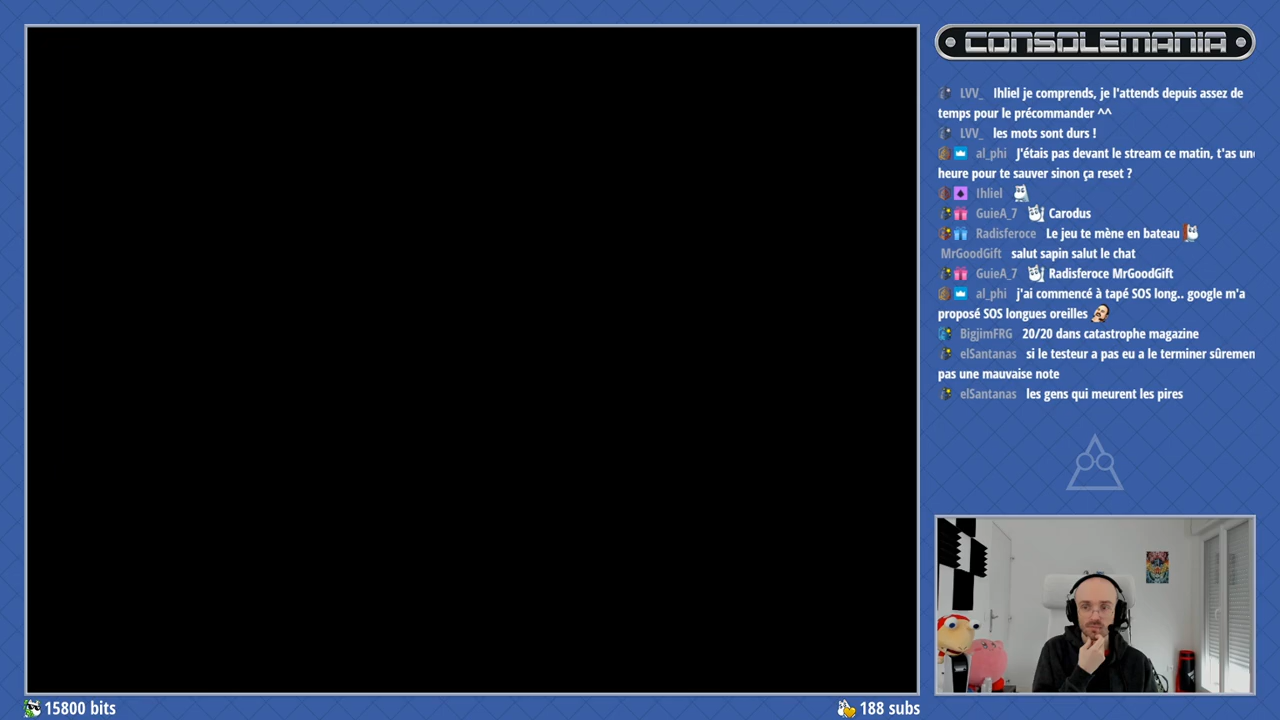 CONSOLEMANIA
LVV_ Ihliel je comprends, je l'attends depuis assez de
temps pour le précommander ^^
LVV_ les mots sont durs !
al_phi J'étais pas devant le stream ce matin, t'as une
heure pour te sauver sinon ça reset ?
Ihliel
GuieA_7 Carodus
Radisferoce Le jeu te mène en bateau
MrGoodGift salut sapin salut le chat
GuieA_7 Radisferoce MrGoodGift
al_phi j'ai commencé à tapé SOS long.. google m'a
proposé SOS longues oreilles
BigjimFRG 20/20 dans catastrophe magazine
elSantanas si le testeur a pas eu a le terminer sûremen
pas une mauvaise note
elSantanas les gens qui meurent les pires
15800 bits
188 subs